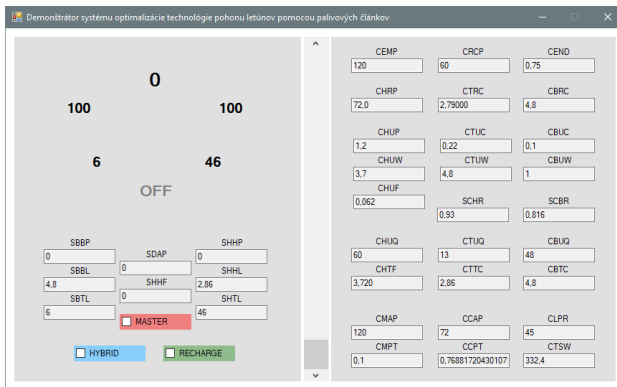 Demonštrátor systému optimalizácie technológie pohonu letúnov pomocou palivových článkov
0
100 100
6 46
OFF
SBBP SHHP
0 SDAP 0
SBBL 0 SHHL
4,8 SHHF 2,86
SBTL 0 SHTL
6 MASTER 46
HYBRID RECHARGE
CEMP CRCP CEND
120 60 0,75
CHRP CTRC CBRC
72,0 2,79000 4,8
CHUP CTUC CBUC
1,2 0,22 0,1
CHUW CTUW CBUW
3,7 4,8 1
CHUF
0,062 SCHR SCBR
0,93 0,816
CHUQ CTUQ CBUQ
60 13 48
CHTF CTTC CBTC
3,720 2,86 4,8
CMAP CCAP CLPR
120 72 45
CMPT CCPT CTSW
0,1 0,76881720430107 332,4